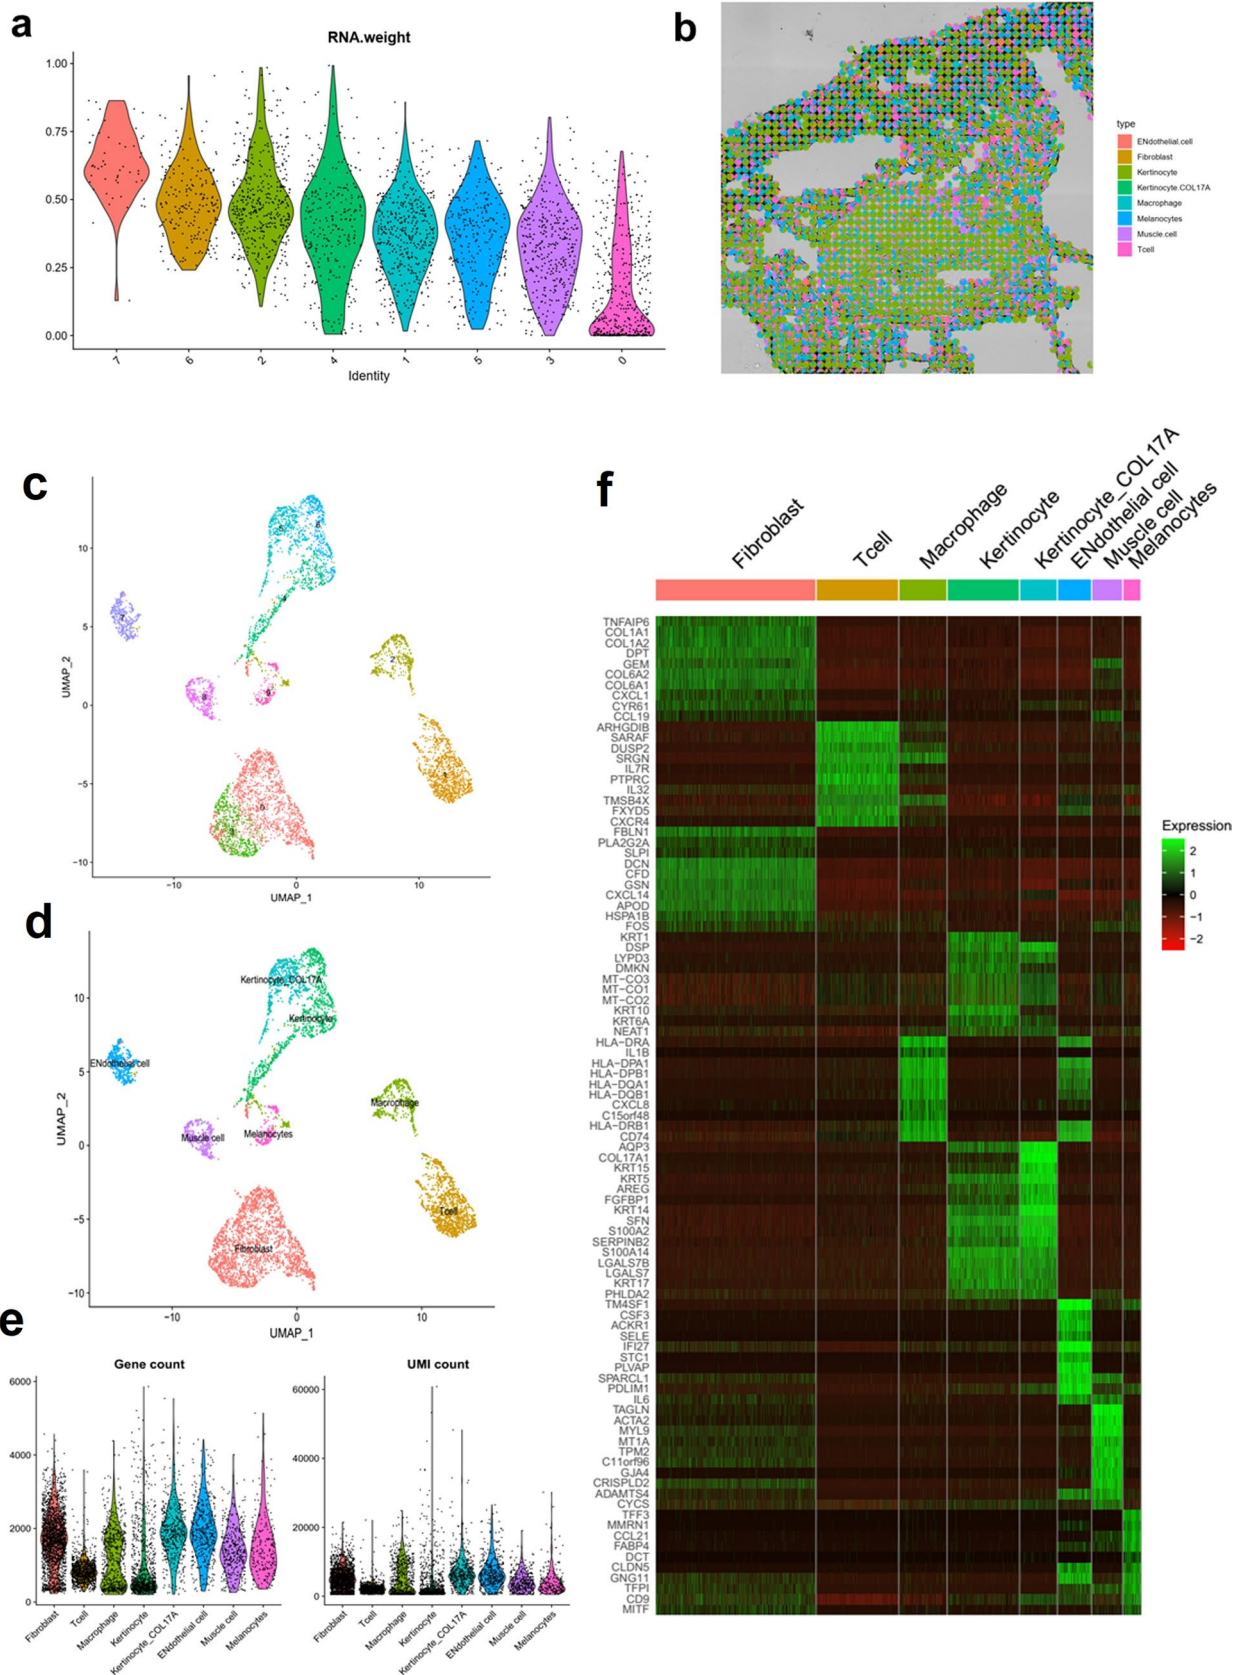 a
RNA.weight
1.00
0.75
0.50
0.25
0.00
7
6
2
4
1
5
3
0
Identity
b
type
ENdothelial.cell
Fibroblast
Kertinocyte
Kertinocyte.COL17A
Macrophage
Melanocytes
Muscle.cell
Tcell
c
UMAP_2
10
5
0
−5
−10
−10
0
10
UMAP_1
7
8
9
4
2
0
d
UMAP_2
10
5
0
−5
−10
Kertinocyte_COL17A
Kertinocyte
ENdothelial cell
Macrophage
Muscle cell
Melanocytes
Tcell
Fibroblast
−10
0
10
UMAP_1
e
Gene count
6000
4000
2000
0
Fibroblast
Tcell
Macrophage
Kertinocyte
Kertinocyte_COL17A
ENdothelial cell
Muscle cell
Melanocytes
UMI count
60000
40000
20000
0
Fibroblast
Tcell
Macrophage
Kertinocyte
Kertinocyte_COL17A
ENdothelial cell
Muscle cell
Melanocytes
f
Fibroblast
Tcell
Macrophage
Kertinocyte
Kertinocyte_COL17A
ENdothelial cell
Muscle cell
Melanocytes
TNFAIP6
COL1A1
COL1A2
DPT
GEM
COL6A2
COL6A1
CXCL1
CYR61
CCL19
ARHGDIB
SARAF
DUSP2
SRGN
IL7R
PTPRC
IL32
TMSB4X
FXYD5
CXCR4
FBLN1
PLA2G2A
SLPI
DCN
CFD
GSN
CXCL14
APOD
HSPA1B
FOS
KRT1
DSP
LYPD3
DMKN
MT−CO3
MT−CO1
MT−CO2
KRT10
KRT6A
NEAT1
HLA−DRA
IL1B
HLA−DPA1
HLA−DPB1
HLA−DQA1
HLA−DQB1
CXCL8
C15orf48
HLA−DRB1
CD74
AQP3
COL17A1
KRT15
KRT5
AREG
FGFBP1
KRT14
SFN
S100A2
SERPINB2
S100A14
LGALS7B
LGALS7
KRT17
PHLDA2
TM4SF1
CSF3
ACKR1
SELE
IFI27
STC1
PLVAP
SPARCL1
PDLIM1
IL6
TAGLN
ACTA2
MYL9
MT1A
TPM2
C11orf96
GJA4
CRISPLD2
ADAMTS4
CYCS
TFF3
MMRN1
CCL21
FABP4
DCT
CLDN5
GNG11
TFPI
CD9
MITF
Expression
2
1
0
−1
−2